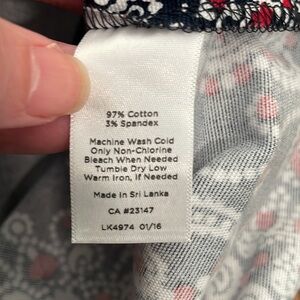 97% Cotton
3% Spandex
Machine Wash Cold
Only Non-Chlorine
Bleach When Needed
Tumble Dry Low
Warm Iron, If Needed
Made In Sri Lanka
CA #23147
LK4974 01/16